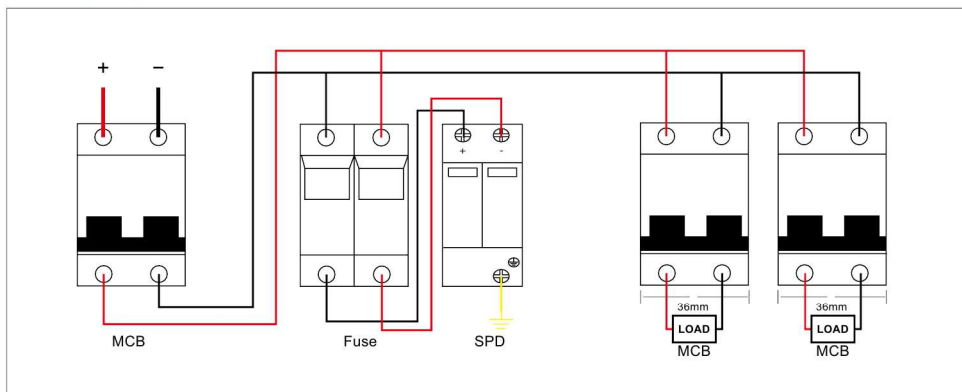 + −
+ -
36mm 36mm
LOAD LOAD
MCB Fuse SPD MCB MCB